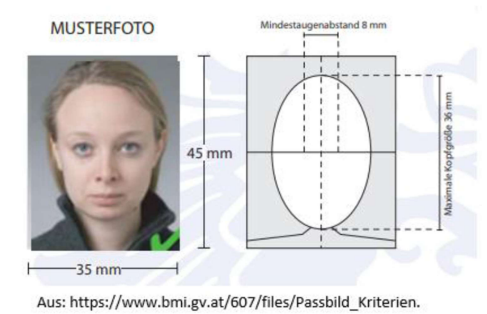 MUSTERFOTO
Mindestaugenabstand 8 mm
45 mm
Maximale Kopfgröße 36 mm
35 mm
Aus: https://www.bmi.gv.at/607/files/Passbild_Kriterien.